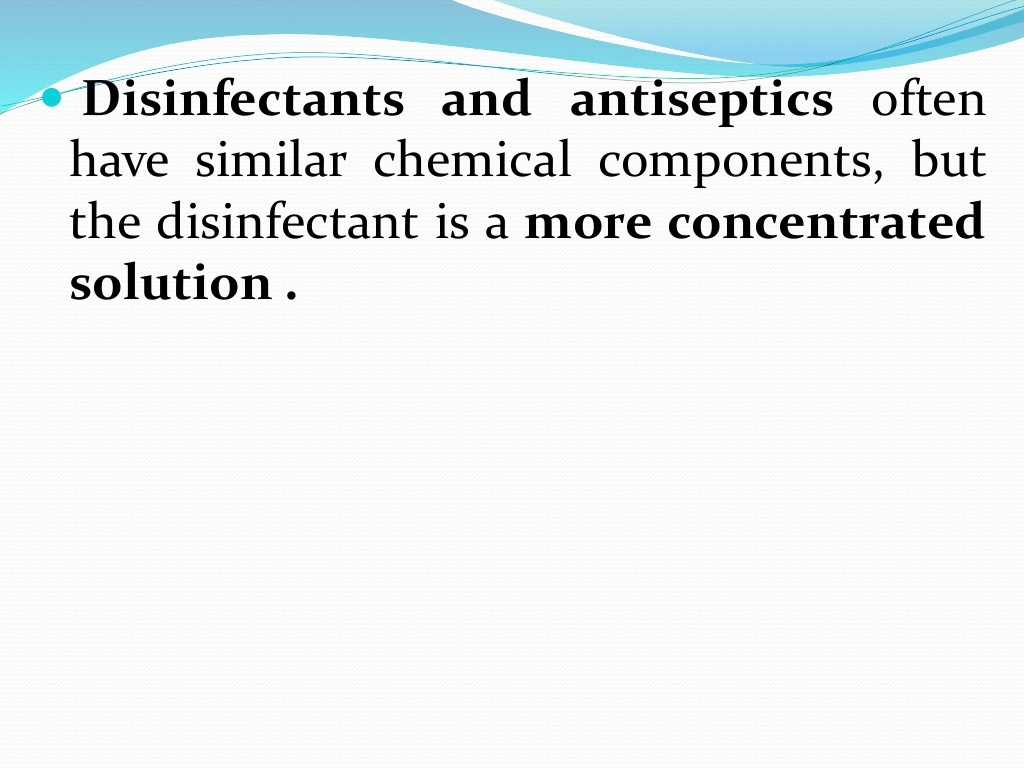 • Disinfectants and antiseptics often
have similar chemical components, but
the disinfectant is a more concentrated
solution .